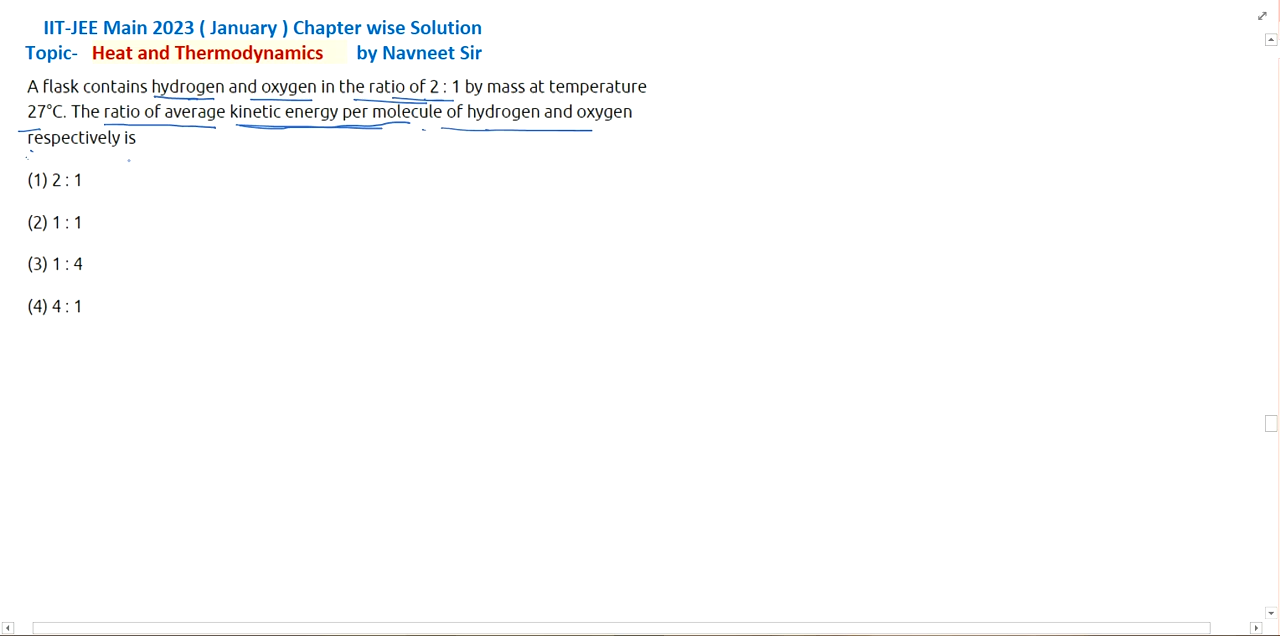 IIT-JEE Main 2023 ( January ) Chapter wise Solution
Topic- Heat and Thermodynamics by Navneet Sir
A flask contains hydrogen and oxygen in the ratio of 2 : 1 by mass at temperature
27°C. The ratio of average kinetic energy per molecule of hydrogen and oxygen
respectively is
(1) 2 : 1
(2) 1 : 1
(3) 1 : 4
(4) 4 : 1